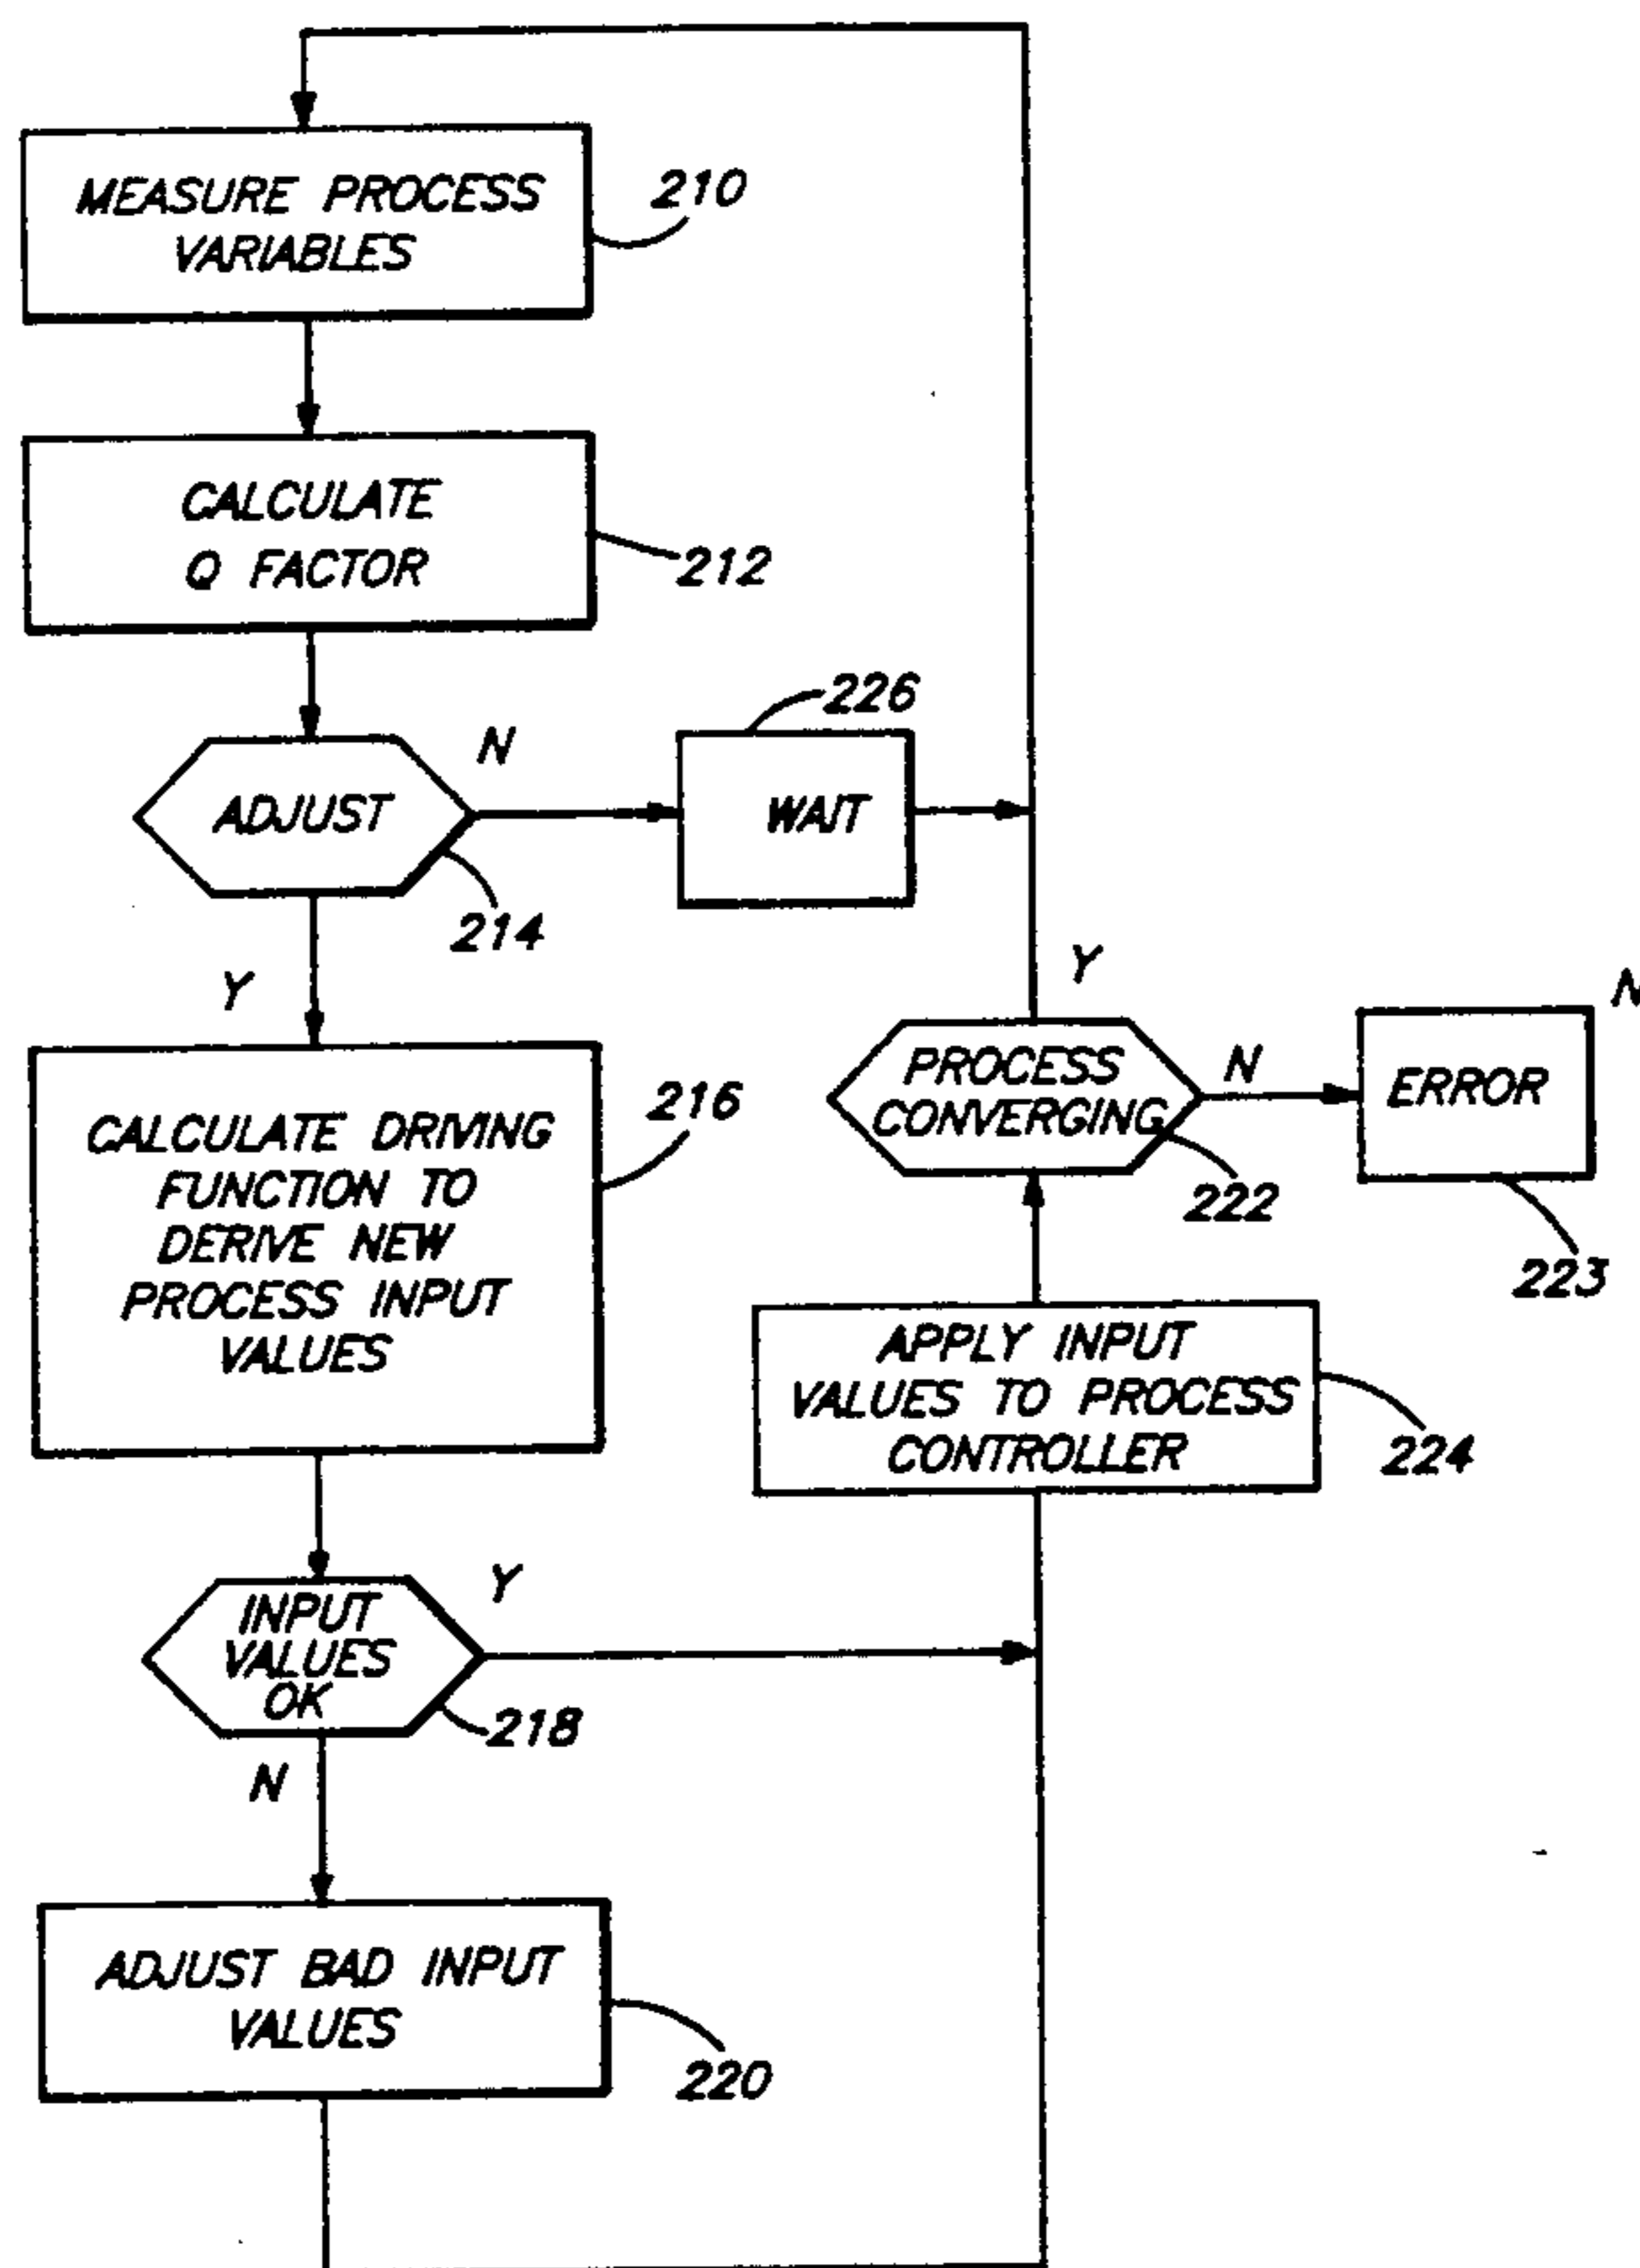 MEASURE PROCESS
VARIABLES
210
CALCULATE
Q FACTOR
212
ADJUST
214
N
226
WAIT
Y
CALCULATE DRIVING
FUNCTION TO
DERIVE NEW
PROCESS INPUT
VALUES
216
INPUT
VALUES
OK
218
Y
N
ADJUST BAD INPUT
VALUES
220
APPLY INPUT
VALUES TO PROCESS
CONTROLLER
224
PROCESS
CONVERGING
222
Y
N
ERROR
223
N